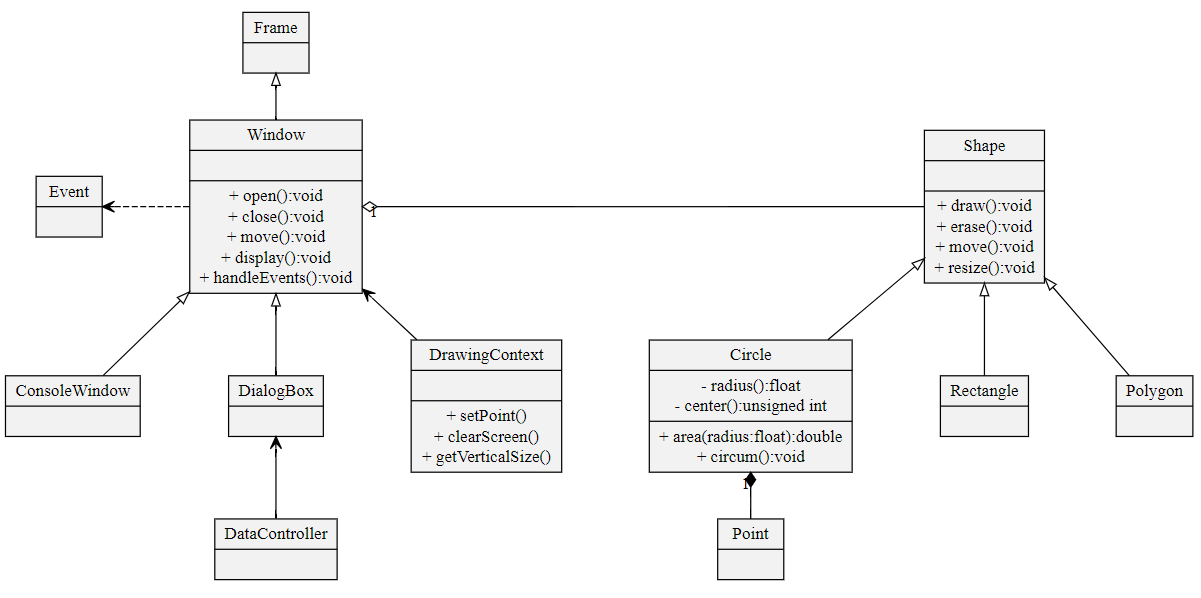 Frame
Window
+ open():void
+ close():void
+ move():void
+ display():void
+ handleEvents():void
Event
1
Shape
+ draw():void
+ erase():void
+ move():void
+ resize():void
ConsoleWindow
DialogBox
DrawingContext
+ setPoint()
+ clearScreen()
+ getVerticalSize()
Circle
- radius():float
- center():unsigned int
+ area(radius:float):double
+ circum():void
Rectangle
Polygon
1
DataController
Point